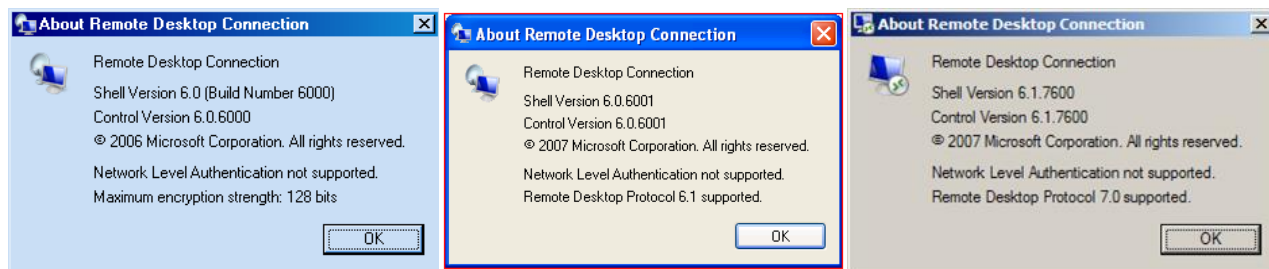 About Remote Desktop Connection
Remote Desktop Connection
Shell Version 6.0 (Build Number 6000)
Control Version 6.0.6000
© 2006 Microsoft Corporation. All rights reserved.
Network Level Authentication not supported.
Maximum encryption strength: 128 bits
OK
About Remote Desktop Connection
Remote Desktop Connection
Shell Version 6.0.6001
Control Version 6.0.6001
© 2007 Microsoft Corporation. All rights reserved.
Network Level Authentication not supported.
Remote Desktop Protocol 6.1 supported.
OK
About Remote Desktop Connection
Remote Desktop Connection
Shell Version 6.1.7600
Control Version 6.1.7600
© 2007 Microsoft Corporation. All rights reserved.
Network Level Authentication not supported.
Remote Desktop Protocol 7.0 supported.
OK